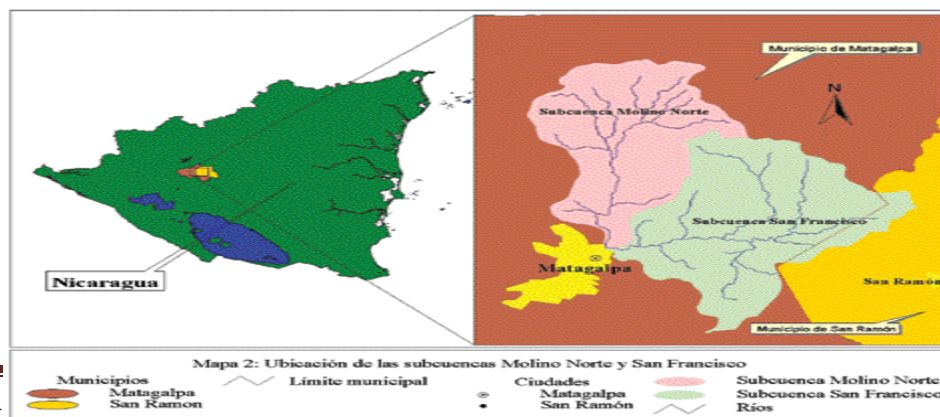 Municipio de Matagalpa
N
Subcuenca Molino Norte
Subcuenca San Francisco
Nicaragua
Matagalpa
San Ramón
Municipio de San Ramón
Mapa 2: Ubicación de las subcuencas Molino Norte y San Francisco
Municipios
Matagalpa
San Ramon
Límite municipal
Ciudades
Matagalpa
San Ramón
Subcuenca Molino Norte
Subcuenca San Francisco
Ríos